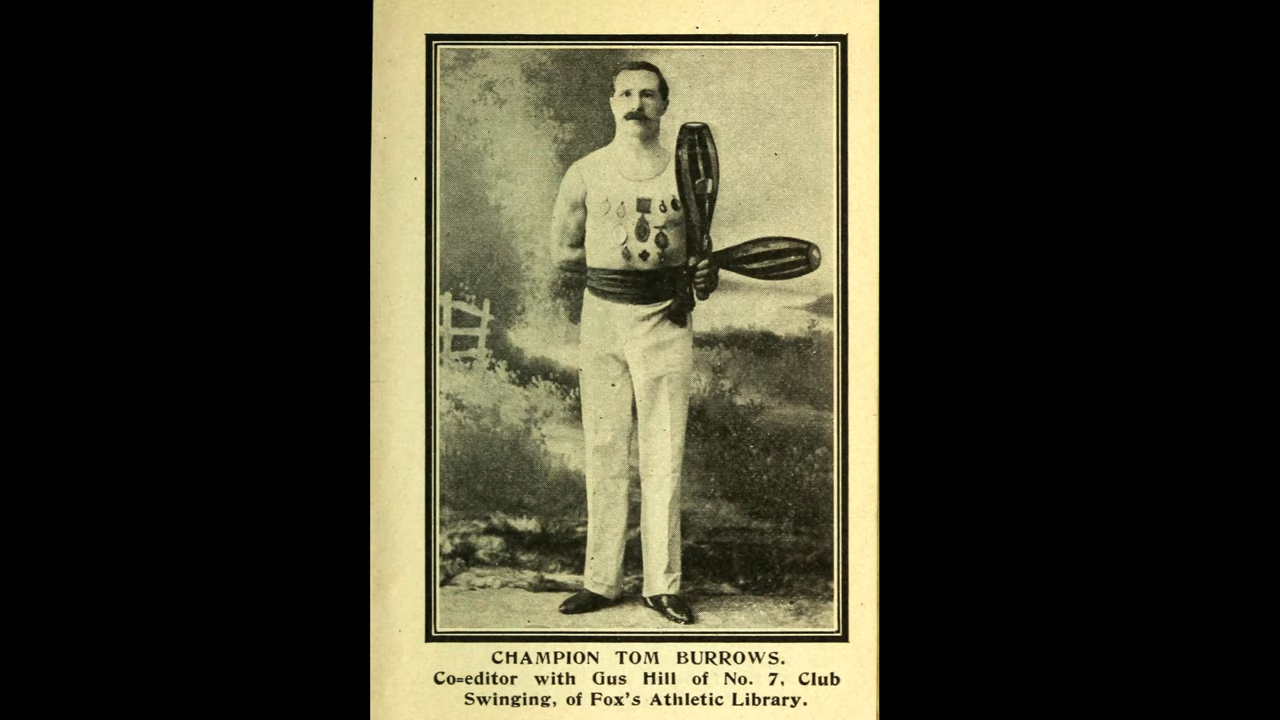 CHAMPION TOM BURROWS.
Co=editor with Gus Hill of No. 7, Club
Swinging, of Fox's Athletic Library.